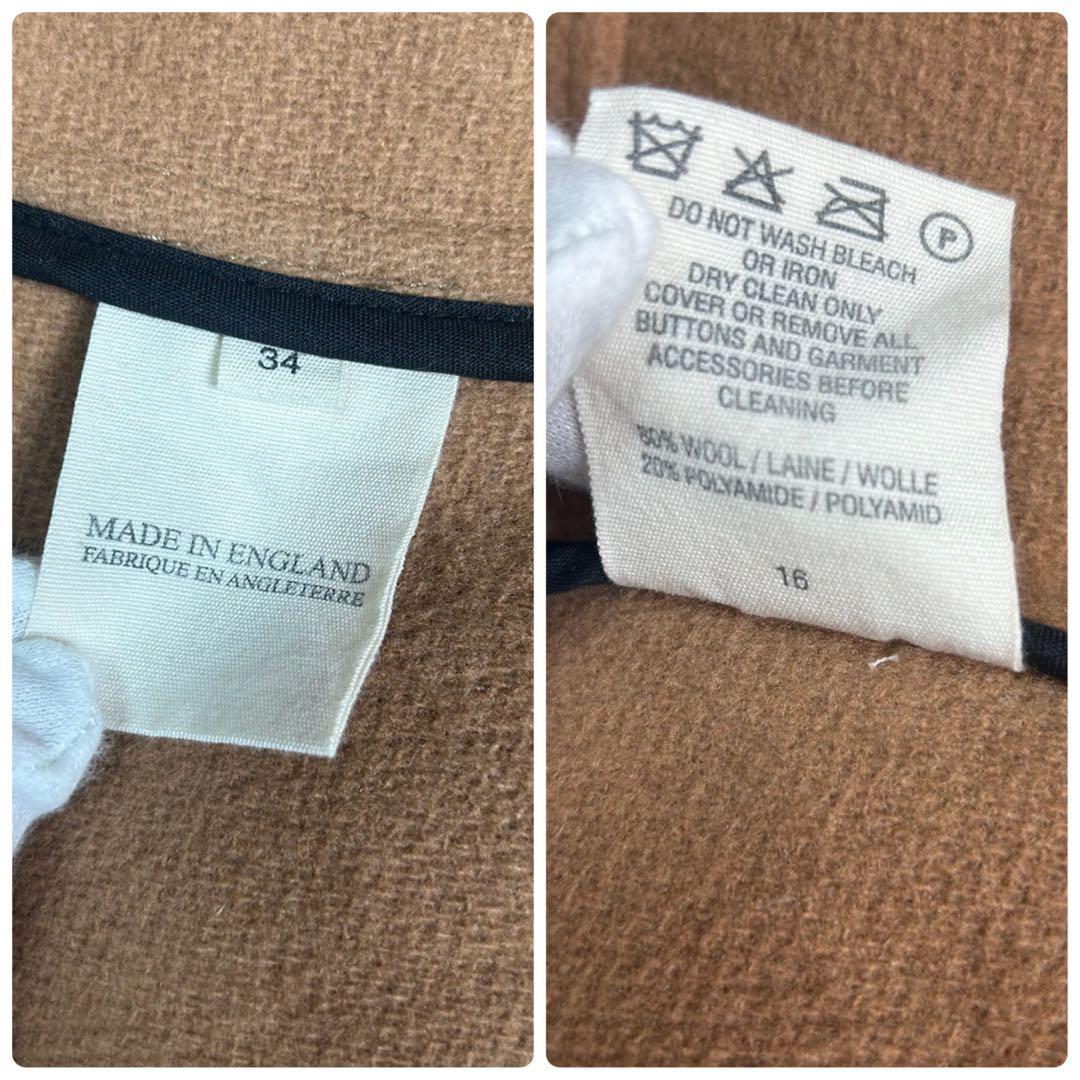 34
MADE IN ENGLAND
FABRIQUE EN ANGLETERRE
P
DO NOT WASH BLEACH
OR IRON
DRY CLEAN ONLY
COVER OR REMOVE ALL
BUTTONS AND GARMENT
ACCESSORIES BEFORE
CLEANING
80% WOOL / LAINE / WOLLE
20% POLYAMIDE / POLYAMID
16